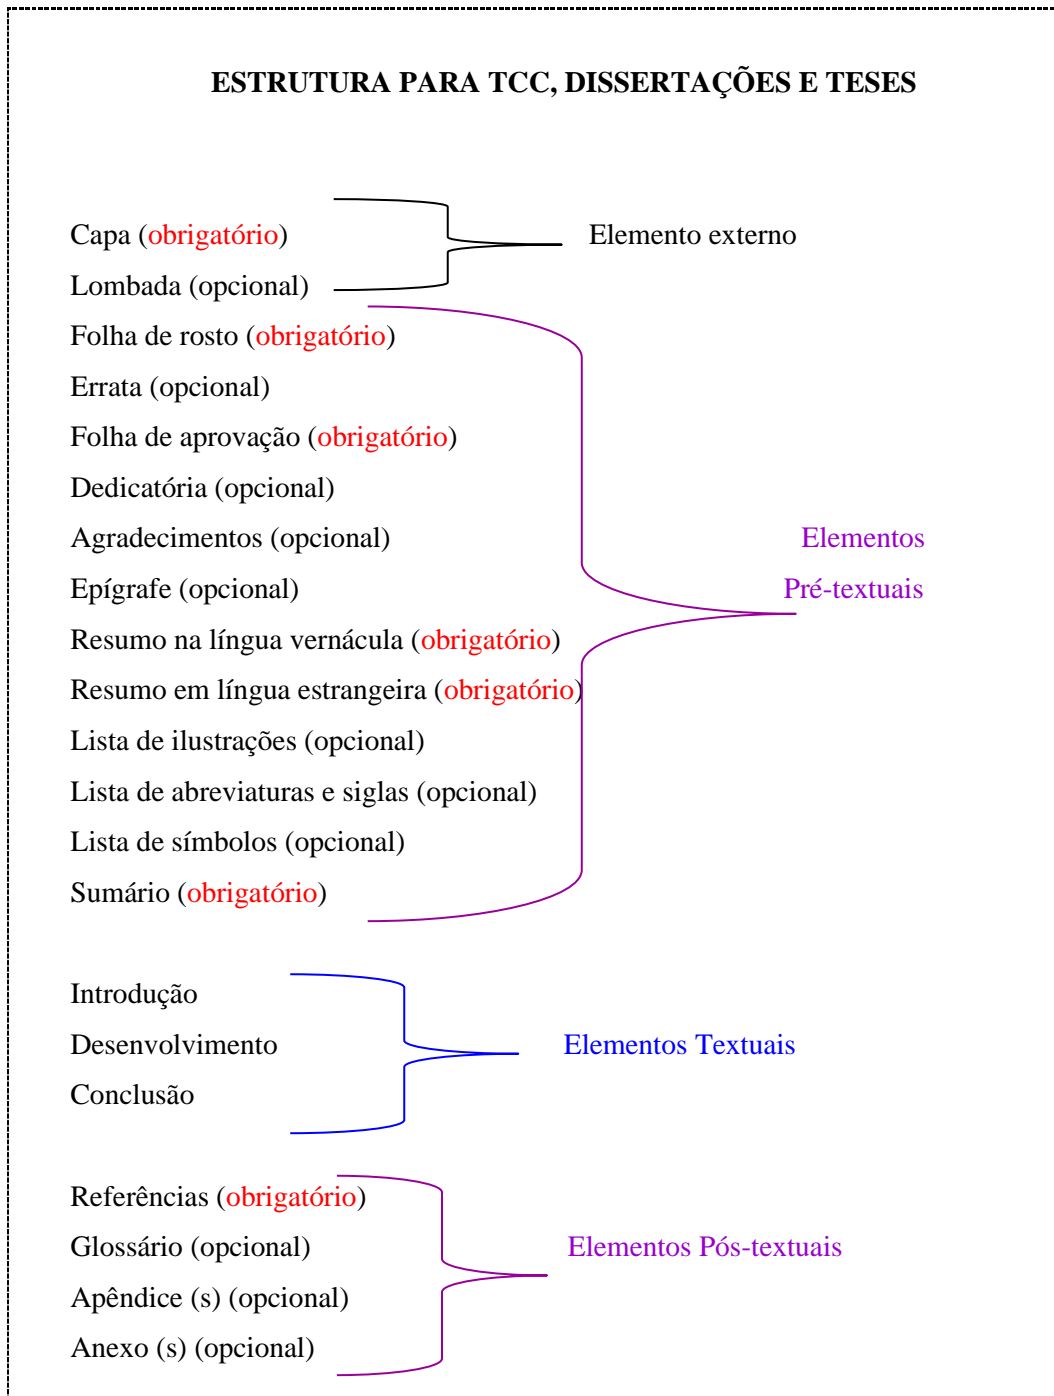 ESTRUTURA PARA TCC, DISSERTAÇÕES E TESES
Capa (obrigatório)
Elemento externo
Lombada (opcional)
Folha de rosto (obrigatório)
Errata (opcional)
Folha de aprovação (obrigatório)
Dedicatória (opcional)
Agradecimentos (opcional)
Elementos
Epígrafe (opcional)
Pré-textuais
Resumo na língua vernácula (obrigatório)
Resumo em língua estrangeira (obrigatório)
Lista de ilustrações (opcional)
Lista de abreviaturas e siglas (opcional)
Lista de símbolos (opcional)
Sumário (obrigatório)
Introdução
Desenvolvimento
Elementos Textuais
Conclusão
Referências (obrigatório)
Glossário (opcional)
Elementos Pós-textuais
Apêndice (s) (opcional)
Anexo (s) (opcional)